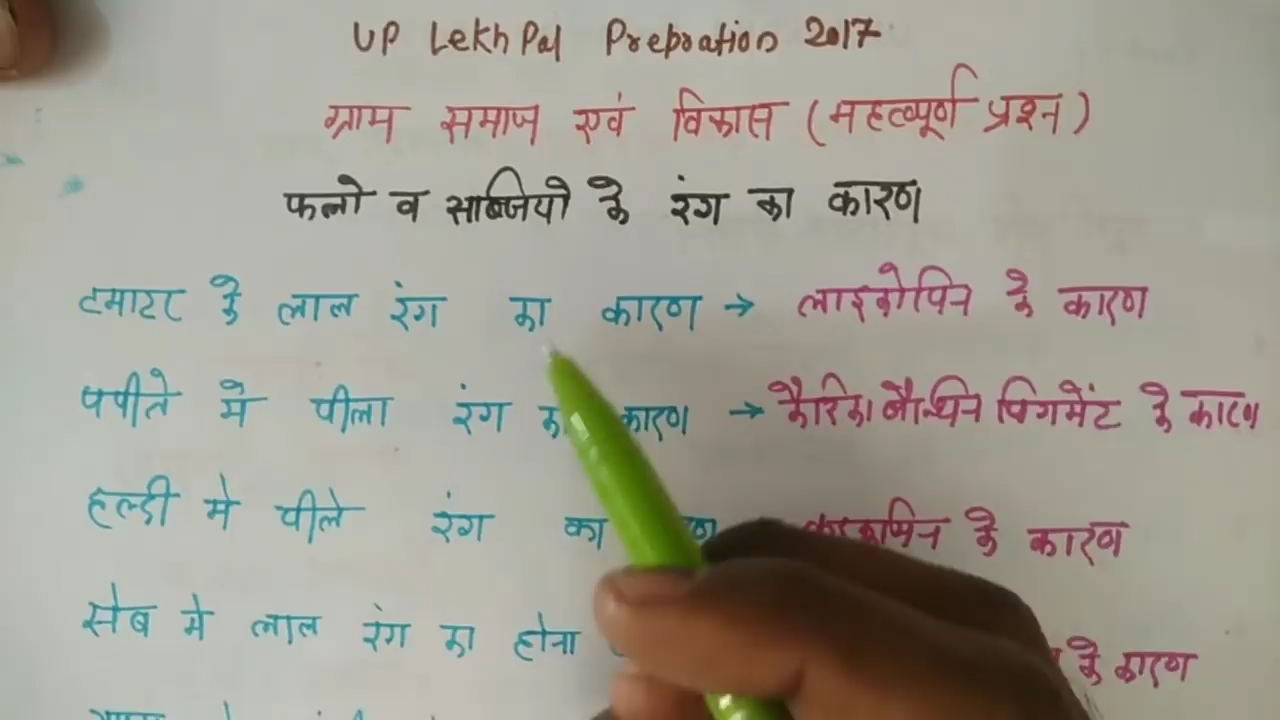 UP LekhPal Prepration 2017
ग्राम समाज एवं विकास (महत्वपूर्ण प्रश्न)
फलो व सब्जियो के रंग का कारण
टमाटर के लाल रंग का कारण → लाइकोपिन के कारण
पपीते मे पीला रंग का कारण → कैरिका जैन्थिन पिगमेंट के कारण
हल्दी मे पीले रंग का के कारण
सेब मे लाल रंग का होना के कारण